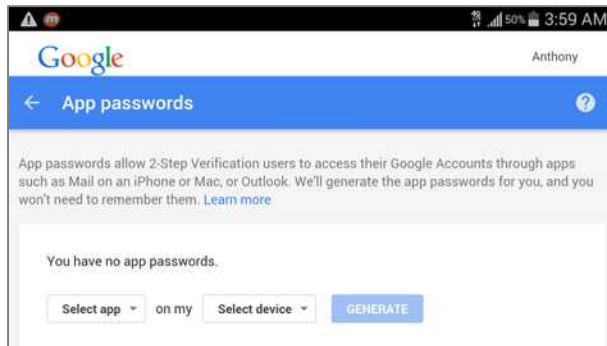 50% 3:59 AM
Google Anthony
App passwords
App passwords allow 2-Step Verification users to access their Google Accounts through apps
such as Mail on an iPhone or Mac, or Outlook. We'll generate the app passwords for you, and you
won't need to remember them. Learn more
You have no app passwords.
Select app on my Select device GENERATE